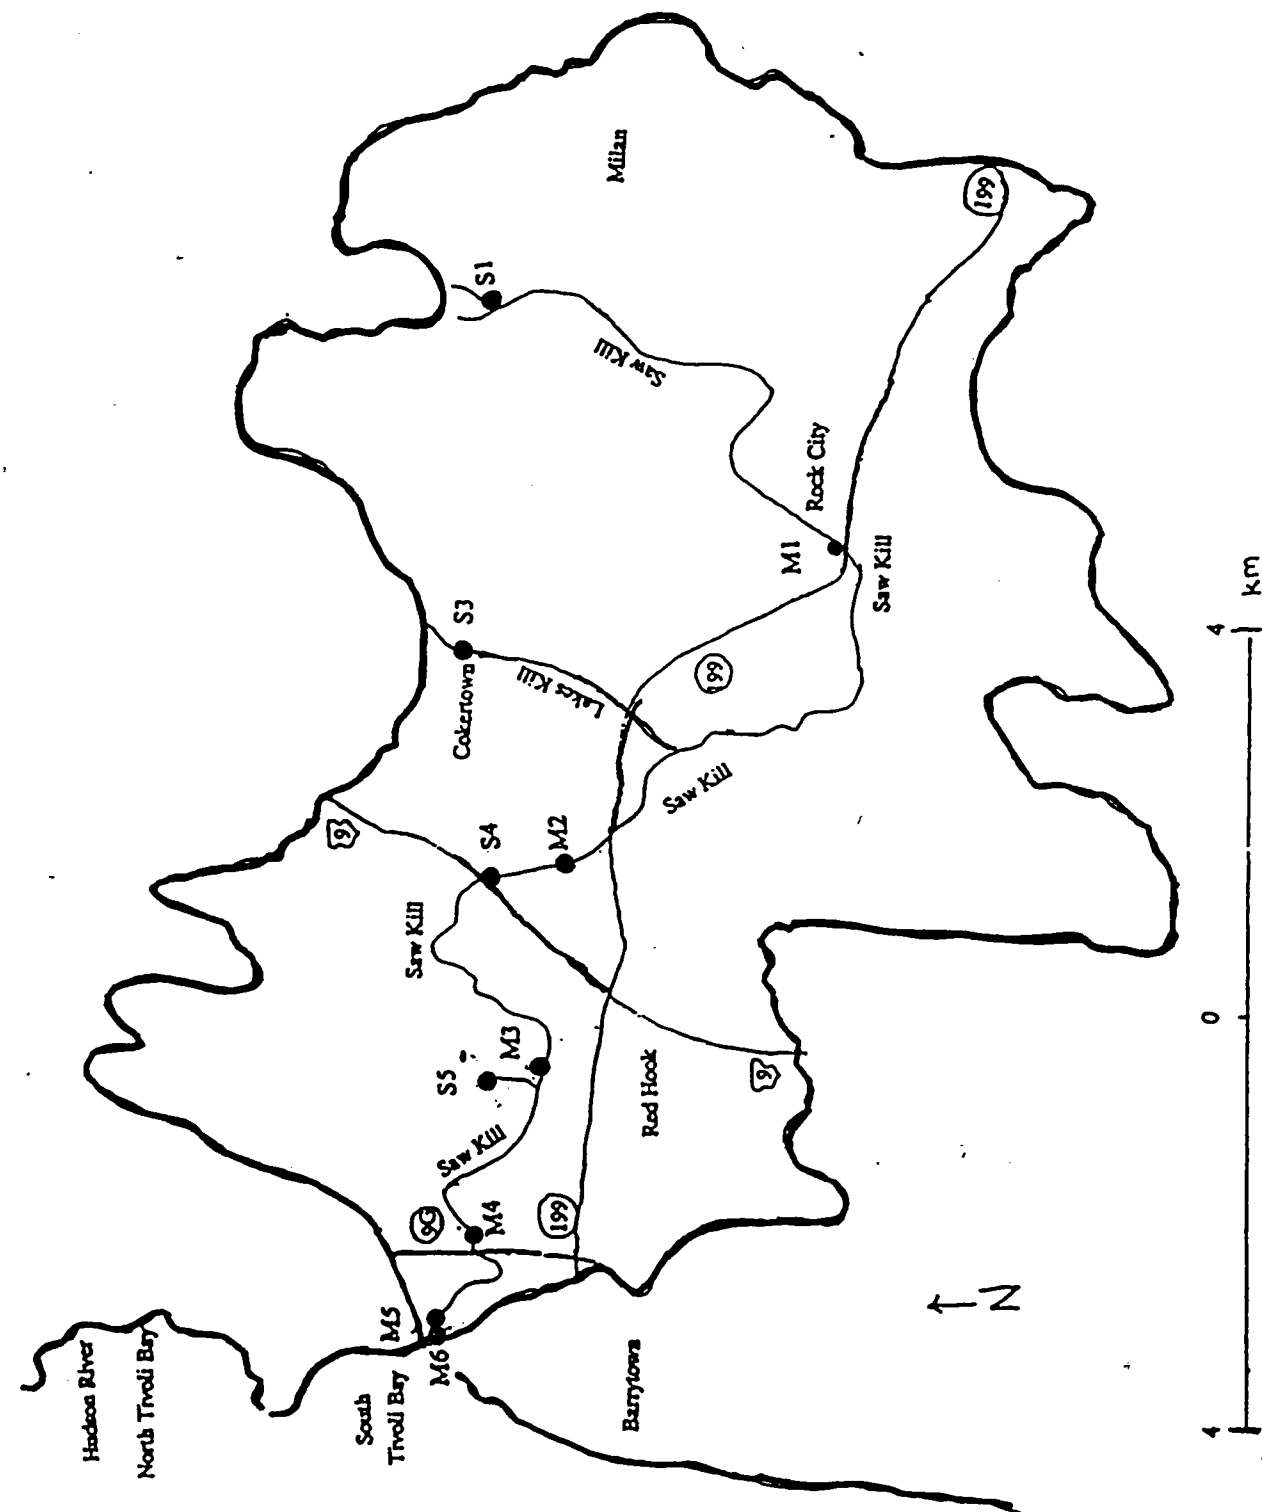 Hudson River
North Tivoli Bay
South
Tivoli Bay
M5
M6
9G
M4
Saw Kill
S5
M3
Saw Kill
S4
M2
9
Cokertown
S3
Lakes Kill
S1
Milan
Saw Kill
199
Barrytown
Red Hook
9
Saw Kill
199
M1
Rock City
Saw Kill
199
N
4
0
4
km